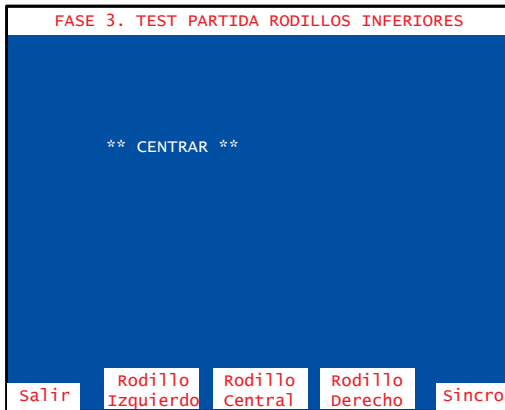 FASE 3. TEST PARTIDA RODILLOS INFERIORES
** CENTRAR **
Salir
Rodillo
Izquierdo
Rodillo
Central
Rodillo
Derecho
Sincro